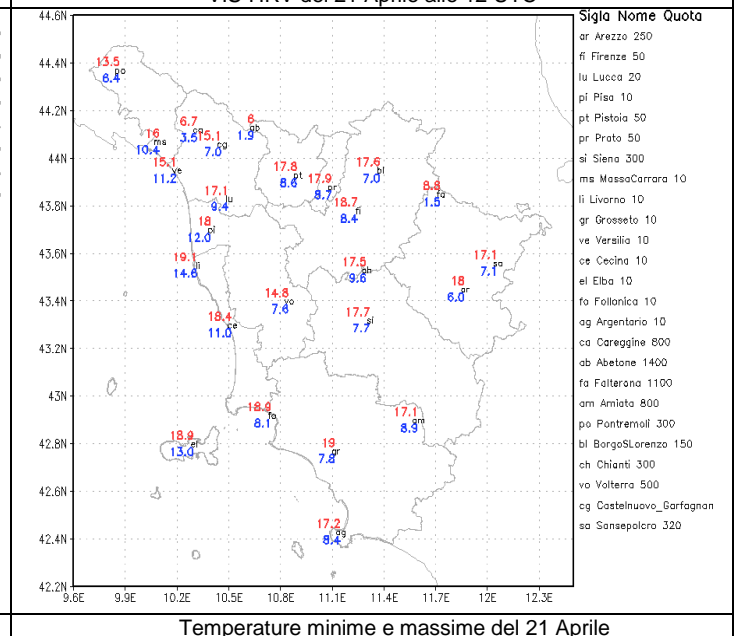 Sigla Nome Quota
ar Arezzo 250
fi Firenze 50
lu Lucca 20
pi Pisa 10
pt Pistoia 50
pr Prato 50
si Siena 300
ms MassaCarrara 10
li Livorno 10
gr Grosseto 10
ve Versilia 10
ce Cecina 10
el Elba 10
fo Follonica 10
ag Argentario 10
ca Careggine 800
ab Abetone 1400
fa Falterona 1100
am Amiata 800
po Pontremoli 300
bl BorgoSLorenzo 150
ch Chianti 300
vo Volterra 500
cg Castelnuovo_Garfagnan
sa Sansepolcro 320
44.6N
44.4N
44.2N
44N
43.8N
43.6N
43.4N
43.2N
43N
42.8N
42.6N
42.4N
42.2N
9.6E 9.9E 10.2E 10.5E 10.8E 11.1E 11.4E 11.7E 12E 12.3E
13.5 po
6.4
6 ab
1.9
6.7 ca
3.5
15.1 cg
7.0
16 ms
10.4
15.1 ve
11.2
17.8 pt
8.6
17.9 pr
8.7
17.6 bl
7.0
8.8 fa
1.5
17.1 lu
9.4
18.7 fi
8.4
18 pi
12.0
19.1 li
14.8
17.5 ch
9.6
17.1 sa
7.1
18 ar
6.0
14.8 vo
7.6
18.4 ce
11.0
17.7 si
7.7
18.9 fo
8.1
17.1 am
8.9
18.9 el
13.0
19 gr
7.8
17.2 ag
8.4
Temperature minime e massime del 21 Aprile